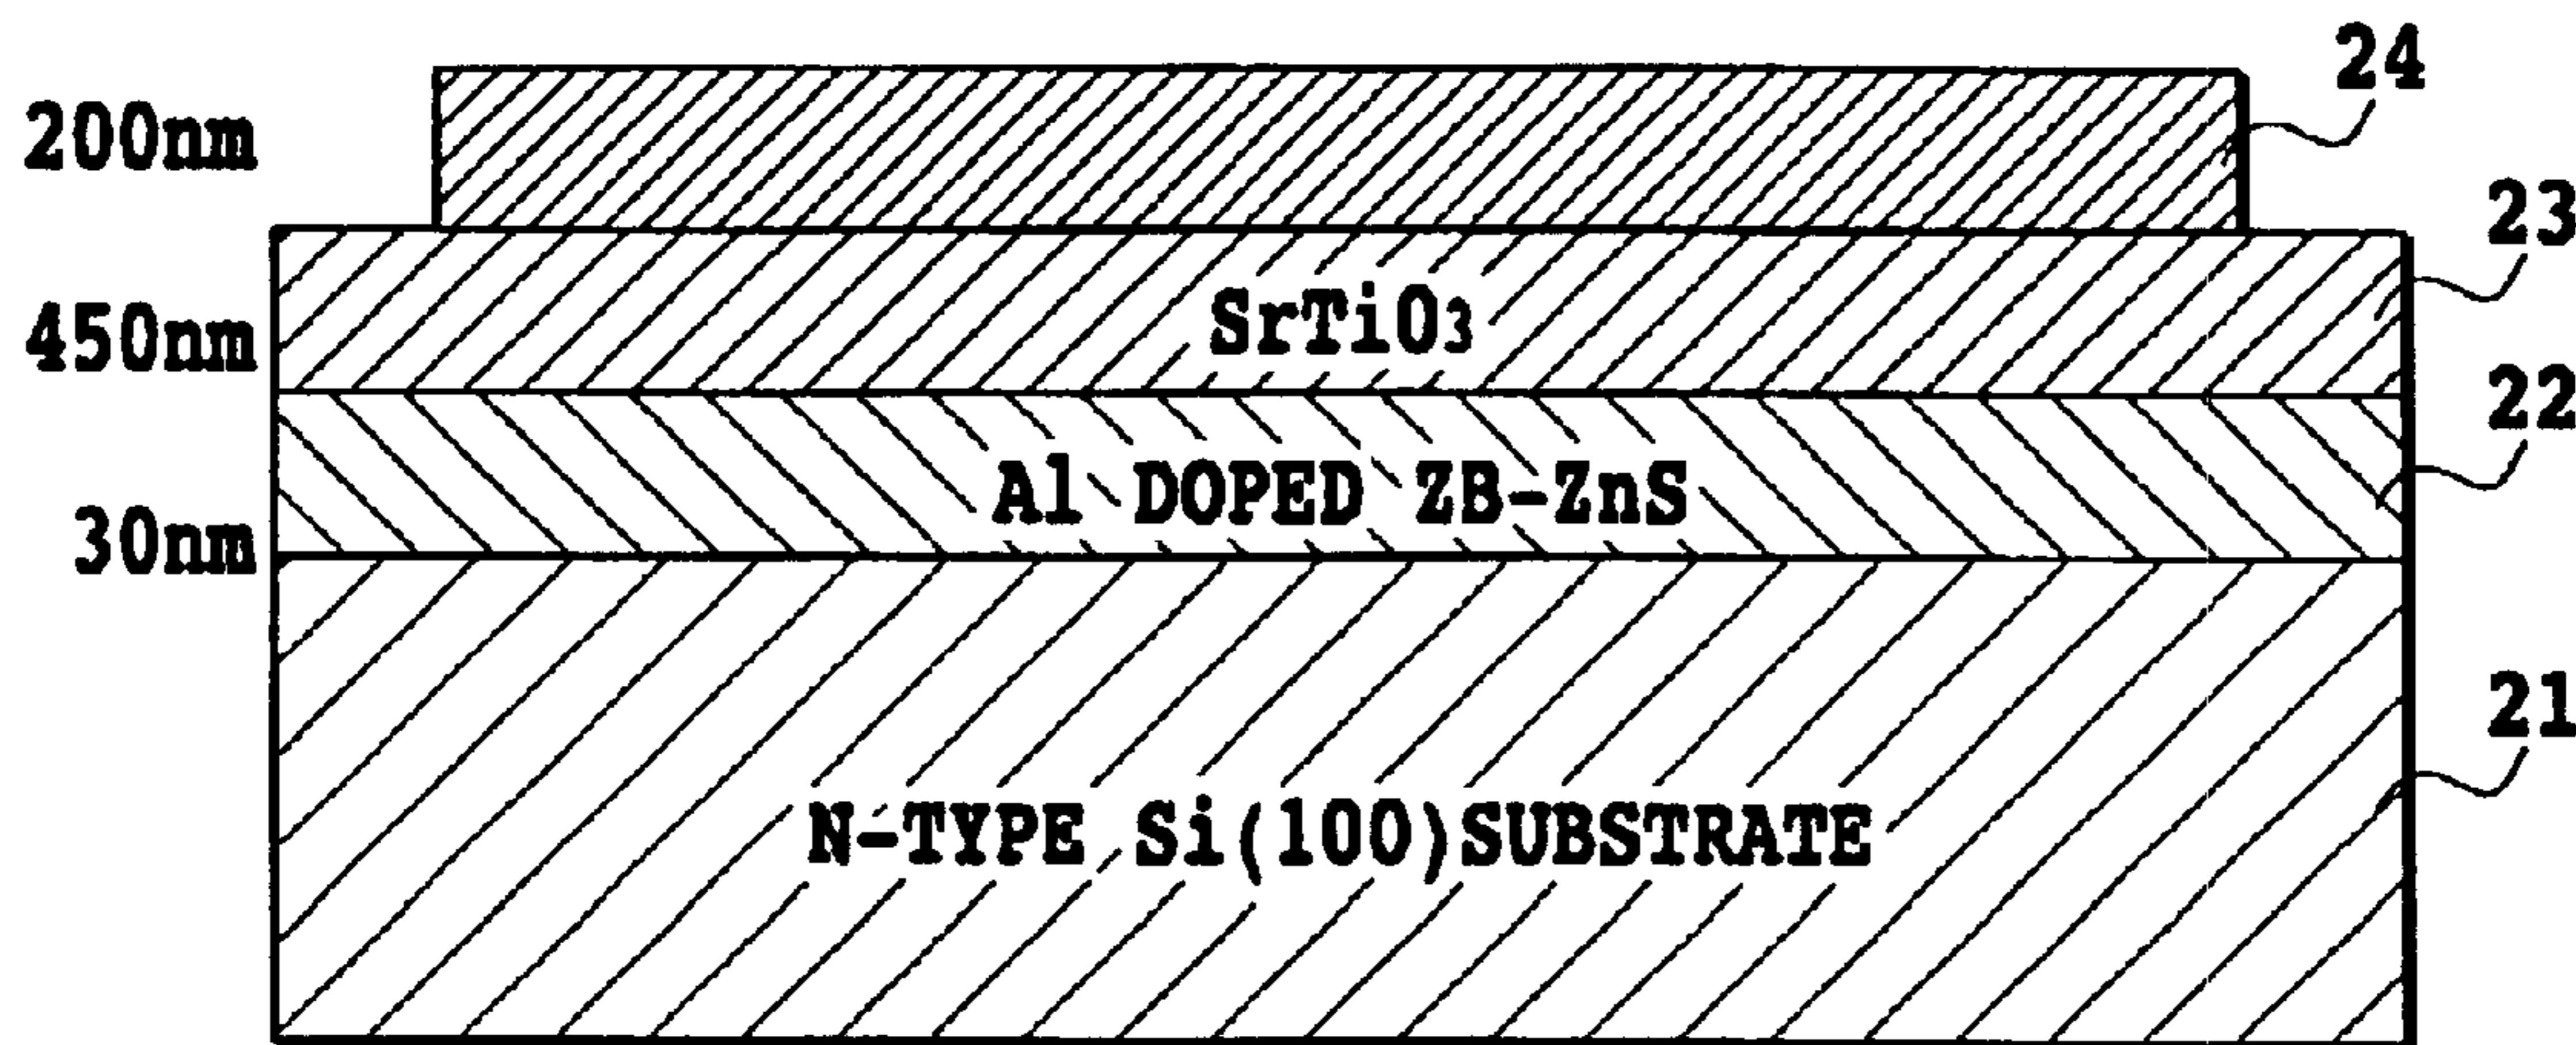 24
200nm
23
SrTiO3
450nm
22
Al DOPED ZB-ZnS
30nm
21
N-TYPE Si(100)SUBSTRATE